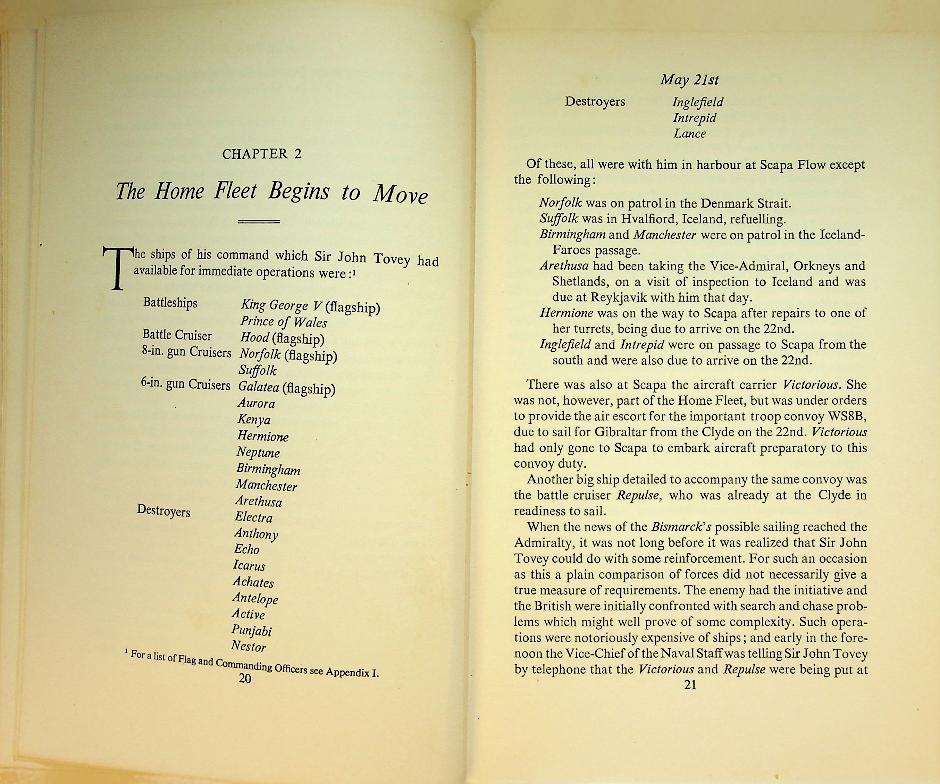 CHAPTER 2
The Home Fleet Begins to Move
The ships of his command which Sir John Tovey had
available for immediate operations were :¹
Battleships King George V (flagship)
Prince of Wales
Battle Cruiser Hood (flagship)
8-in. gun Cruisers Norfolk (flagship)
Suffolk
6-in. gun Cruisers Galatea (flagship)
Aurora
Kenya
Hermione
Neptune
Birmingham
Manchester
Arethusa
Destroyers Electra
Anthony
Echo
Icarus
Achates
Antelope
Active
Punjabi
Nestor
¹ For a list of Flag and Commanding Officers see Appendix I.
20
May 21st
Destroyers Inglefield
Intrepid
Lance
Of these, all were with him in harbour at Scapa Flow except
the following :
Norfolk was on patrol in the Denmark Strait.
Suffolk was in Hvalfiord, Iceland, refuelling.
Birmingham and Manchester were on patrol in the Iceland-
Faroes passage.
Arethusa had been taking the Vice-Admiral, Orkneys and
Shetlands, on a visit of inspection to Iceland and was
due at Reykjavik with him that day.
Hermione was on the way to Scapa after repairs to one of
her turrets, being due to arrive on the 22nd.
Inglefield and Intrepid were on passage to Scapa from the
south and were also due to arrive on the 22nd.
There was also at Scapa the aircraft carrier Victorious. She
was not, however, part of the Home Fleet, but was under orders
to provide the air escort for the important troop convoy WS8B,
due to sail for Gibraltar from the Clyde on the 22nd. Victorious
had only gone to Scapa to embark aircraft preparatory to this
convoy duty.
Another big ship detailed to accompany the same convoy was
the battle cruiser Repulse, who was already at the Clyde in
readiness to sail.
When the news of the Bismarck's possible sailing reached the
Admiralty, it was not long before it was realized that Sir John
Tovey could do with some reinforcement. For such an occasion
as this a plain comparison of forces did not necessarily give a
true measure of requirements. The enemy had the initiative and
the British were initially confronted with search and chase prob-
lems which might well prove of some complexity. Such opera-
tions were notoriously expensive of ships ; and early in the fore-
noon the Vice-Chief of the Naval Staff was telling Sir John Tovey
by telephone that the Victorious and Repulse were being put at
21